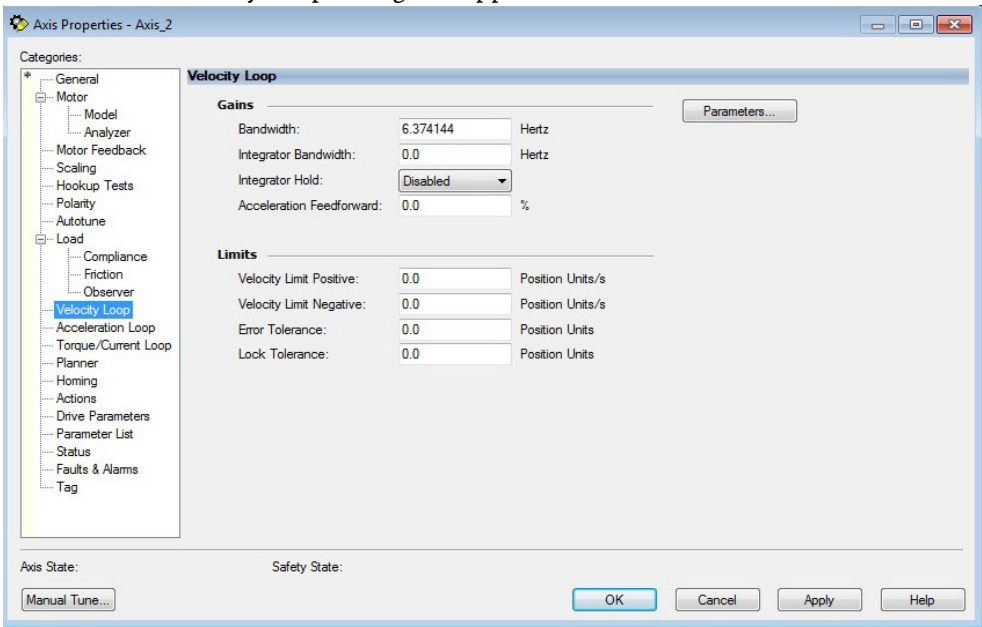 Axis Properties - Axis_2
Categories:
*
General
Motor
Model
Analyzer
Motor Feedback
Scaling
Hookup Tests
Polarity
Autotune
Load
Compliance
Friction
Observer
Velocity Loop
Acceleration Loop
Torque/Current Loop
Planner
Homing
Actions
Drive Parameters
Parameter List
Status
Faults & Alarms
Tag
Velocity Loop
Gains
Parameters...
Bandwidth: 6.374144 Hertz
Integrator Bandwidth: 0.0 Hertz
Integrator Hold: Disabled
Acceleration Feedforward: 0.0 %
Limits
Velocity Limit Positive: 0.0 Position Units/s
Velocity Limit Negative: 0.0 Position Units/s
Error Tolerance: 0.0 Position Units
Lock Tolerance: 0.0 Position Units
Axis State: Safety State:
Manual Tune... OK Cancel Apply Help